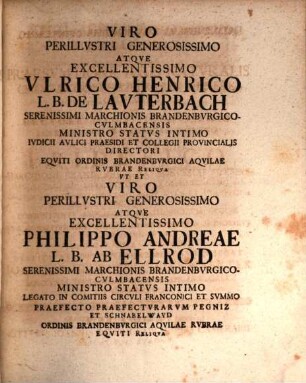 VIRO
PERILLVSTRI GENEROSISSIMO
ATQVE
EXCELLENTISSIMO
VLRICO HENRICO
L. B. DE LAVTERBACH
SERENISSIMI MARCHIONIS BRANDENBVRGICO-
CVLMBACENSIS
MINISTRO STATVS INTIMO
IVDICII AVLICI PRAESIDI ET COLLEGII PROVINCIALIS
DIRECTORI
EQVITI ORDINIS BRANDENBVRGICI AQVILAE
RVBRAE RELIQVA
VT ET
VIRO
PERILLVSTRI GENEROSISSIMO
ATQVE
EXCELLENTISSIMO
PHILIPPO ANDREAE
L. B. AB ELLROD
SERENISSIMI MARCHIONIS BRANDENBVRGICO-
CVLMBACENSIS
MINISTRO STATVS INTIMO
LEGATO IN COMITIIS CIRCVLI FRANCONICI ET SVMMO
PRAEFECTO PRAEFECTVRARVM PEGNIZ
ET SCHNABELWAVD
ORDINIS BRANDENBVRGICI AQVILAE RVBRAE
EQVITI RELIQVA